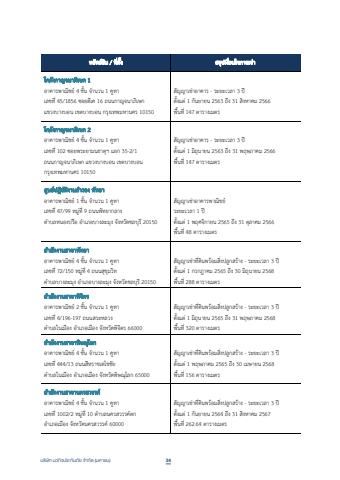 ทรัพย์สิน / ที่ตั้ง
สรุปเงื่อนไขการเช่า
ใกล้กาญจนาภิเษก 1
อาคารพาณิชย์ 4 ชั้น จำนวน 1 คูหา
เลขที่ 45/1856 ซอยเลิศ 16 ถนนกาญจนาภิเษก
แขวงบางบอน เขตบางบอน กรุงเทพมหานคร 10150
สัญญาเช่าอาคาร - ระยะเวลา 3 ปี
ตั้งแต่ 1 กันยายน 2563 ถึง 31 สิงหาคม 2566
พื้นที่ 147 ตารางเมตร
ใกล้กาญจนาภิเษก 2
อาคารพาณิชย์ 4 ชั้น จำนวน 1 คูหา
เลขที่ 102 ซอยพระยามนธาตุฯ แยก 35-2/1
ถนนกาญจนาภิเษก แขวงบางบอน เขตบางบอน
กรุงเทพมหานคร 10150
สัญญาเช่าอาคาร - ระยะเวลา 3 ปี
ตั้งแต่ 1 มิถุนายน 2563 ถึง 31 พฤษภาคม 2566
พื้นที่ 147 ตารางเมตร
ศูนย์ปฏิบัติงานสำรอง พัทยา
อาคารพาณิชย์ 1 ชั้น จำนวน 1 คูหา
เลขที่ 47/99 หมู่ที่ 9 ถนนพัทยากลาง
ตำบลหนองปรือ อำเภอบางละมุง จังหวัดชลบุรี 20150
สัญญาเช่าอาคารพาณิชย์
ระยะเวลา 1 ปี
ตั้งแต่ 1 พฤศจิกายน 2565 ถึง 31 ตุลาคม 2566
พื้นที่ 48 ตารางเมตร
สำนักงานสาขาพัทยา
อาคารพาณิชย์ 4 ชั้น จำนวน 1 คูหา
เลขที่ 72/150 หมู่ที่ 6 ถนนสุขุมวิท
ตำบลบางละมุง อำเภอบางละมุง จังหวัดชลบุรี 20150
สัญญาเช่าที่ดินพร้อมสิ่งปลูกสร้าง - ระยะเวลา 3 ปี
ตั้งแต่ 1 กรกฎาคม 2565 ถึง 30 มิถุนายน 2568
พื้นที่ 288 ตารางเมตร
สำนักงานสาขาพิจิตร
อาคารพาณิชย์ 2 ชั้น จำนวน 1 คูหา
เลขที่ 4/196-197 ถนนสระหลวง
ตำบลในเมือง อำเภอเมือง จังหวัดพิจิตร 66000
สัญญาเช่าที่ดินพร้อมสิ่งปลูกสร้าง - ระยะเวลา 3 ปี
ตั้งแต่ 1 มิถุนายน 2565 ถึง 31 พฤษภาคม 2568
พื้นที่ 320 ตารางเมตร
สำนักงานสาขาพิษณุโลก
อาคารพาณิชย์ 4 ชั้น จำนวน 1 คูหา
เลขที่ 444/13 ถนนสิทธารถไชชัย
ตำบลในเมือง อำเภอเมือง จังหวัดพิษณุโลก 65000
สัญญาเช่าที่ดินพร้อมสิ่งปลูกสร้าง - ระยะเวลา 3 ปี
ตั้งแต่ 1 พฤษภาคม 2565 ถึง 30 เมษายน 2568
พื้นที่ 156 ตารางเมตร
สำนักงานสาขานครสวรรค์
อาคารพาณิชย์ 4 ชั้น จำนวน 1 คูหา
เลขที่ 1002/2 หมู่ที่ 10 ตำบลนครสวรรค์ตก
อำเภอเมือง จังหวัดนครสวรรค์ 60000
สัญญาเช่าที่ดินพร้อมสิ่งปลูกสร้าง - ระยะเวลา 3 ปี
ตั้งแต่ 1 กันยายน 2564 ถึง 31 สิงหาคม 2567
พื้นที่ 262.64 ตารางเมตร
บริษัท นวกิจประกันภัย จำกัด (มหาชน)
34